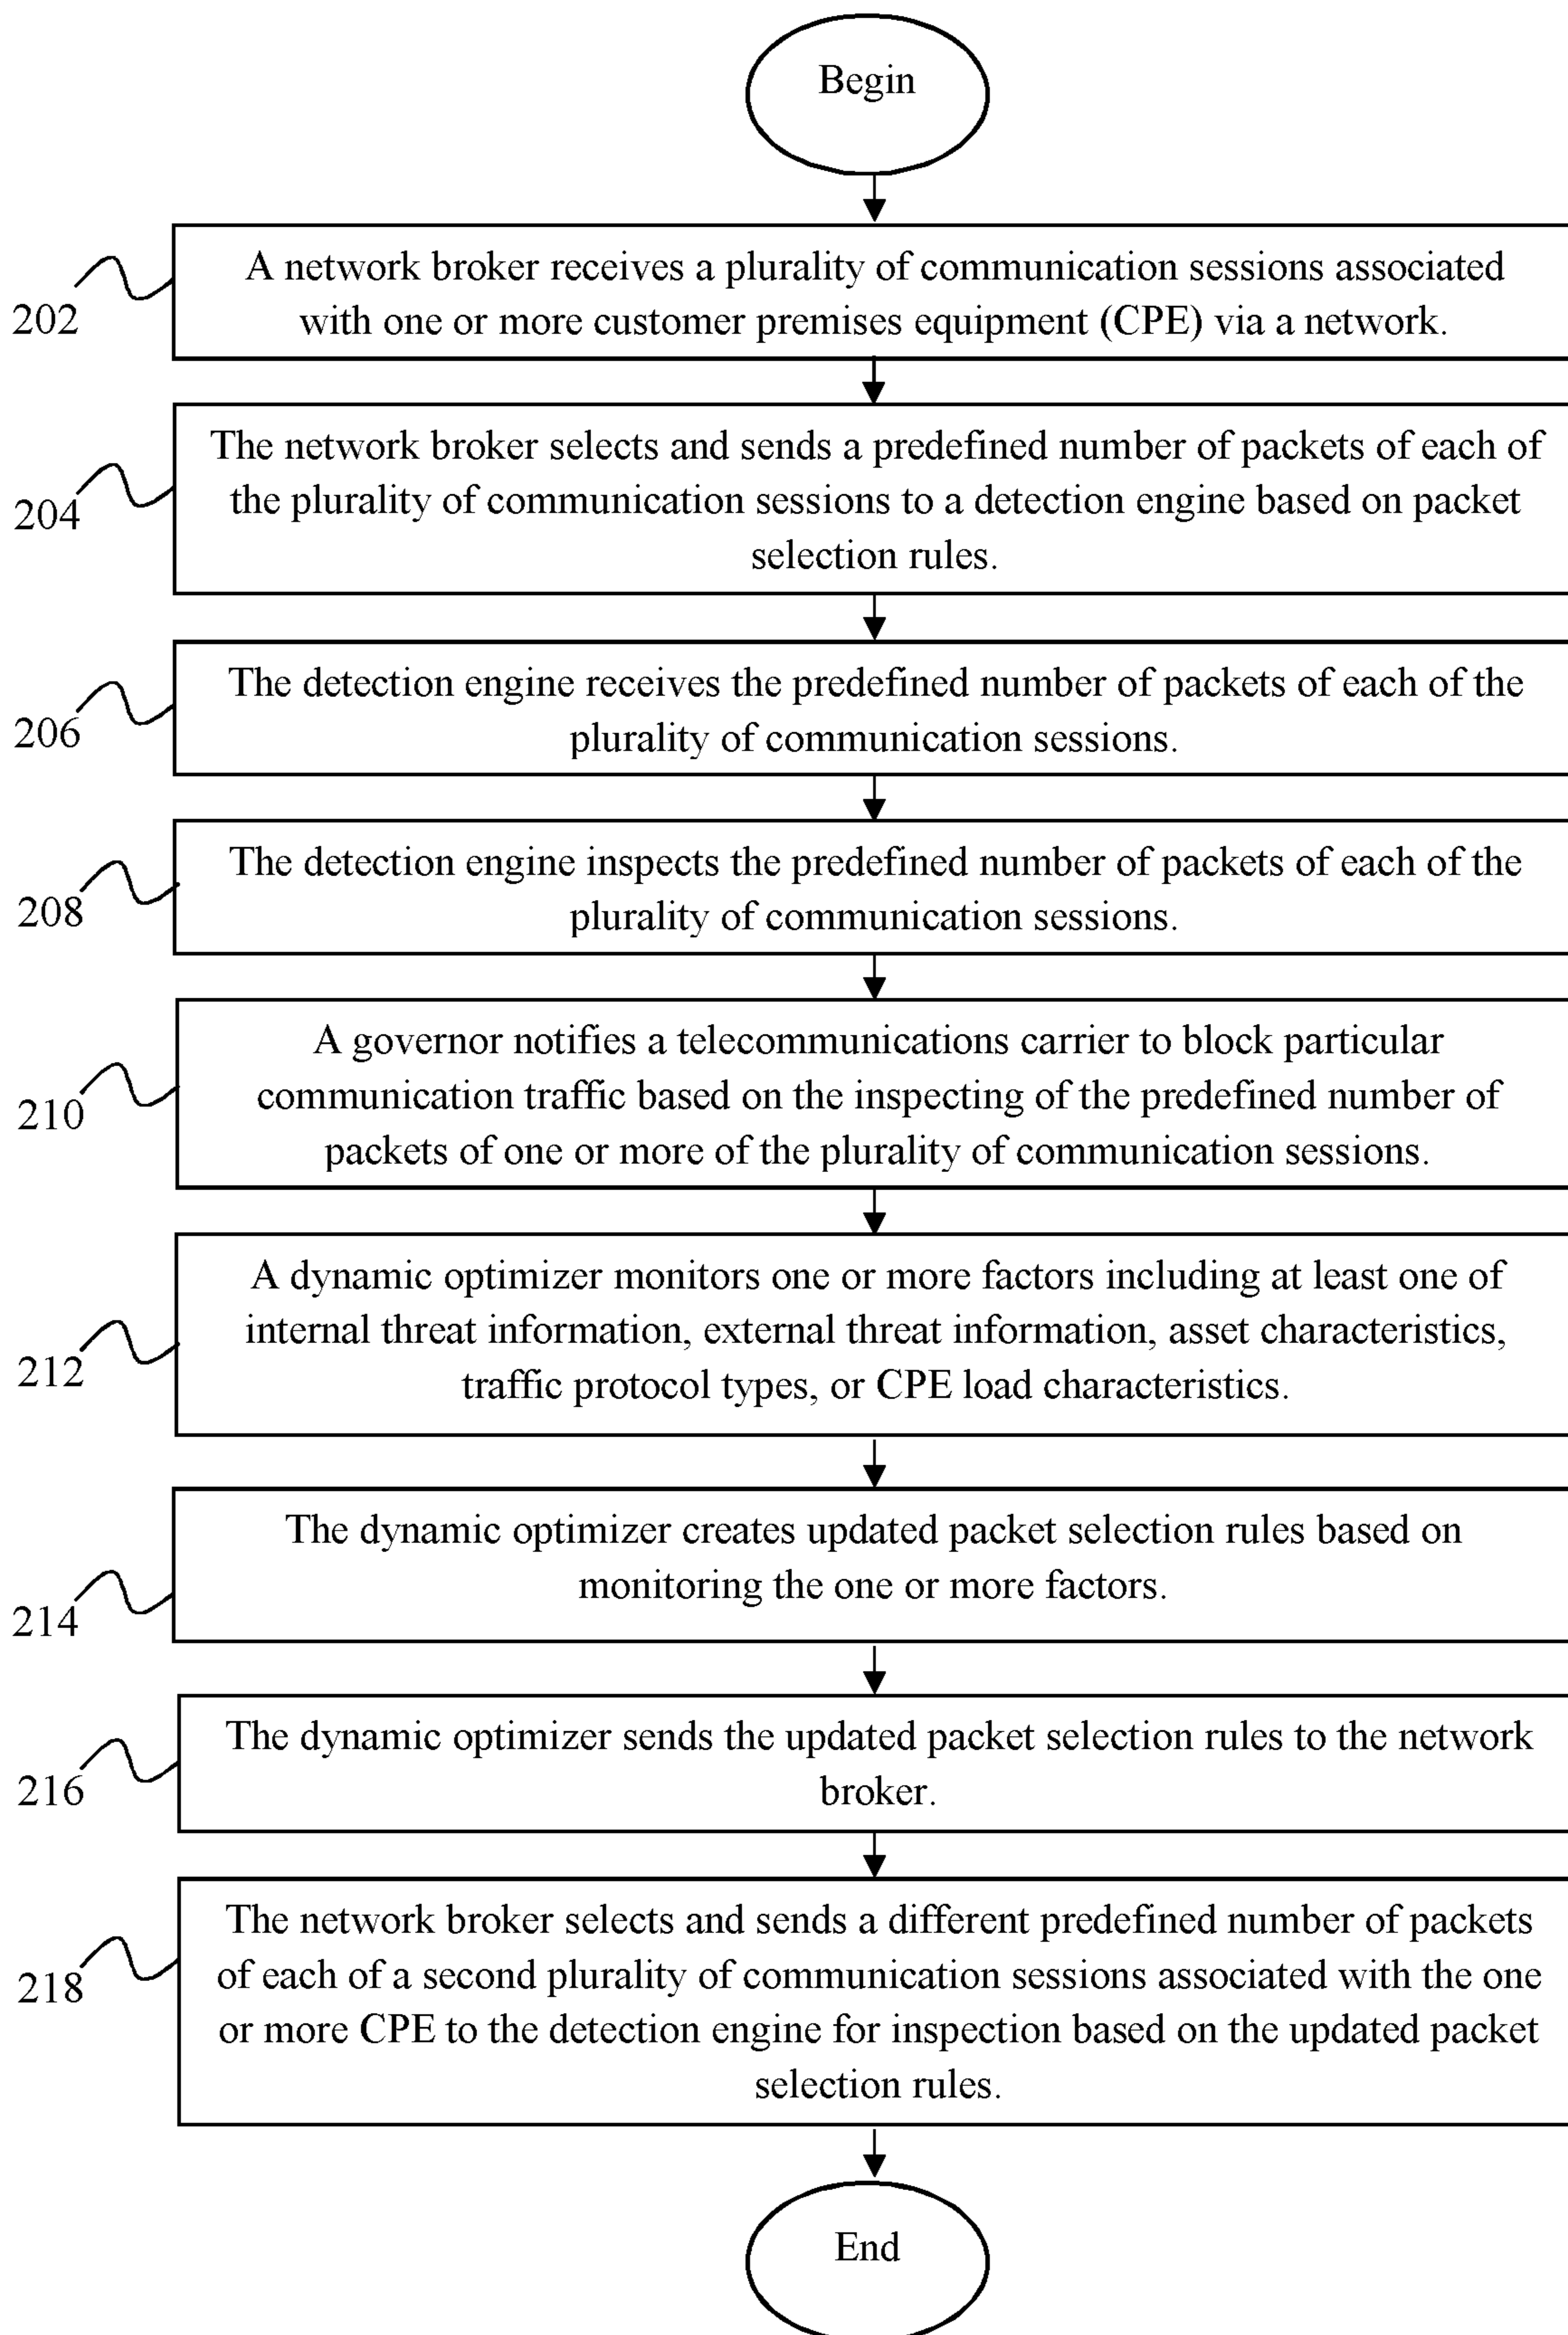 Begin
A network broker receives a plurality of communication sessions associated
with one or more customer premises equipment (CPE) via a network.
202
The network broker selects and sends a predefined number of packets of each of
the plurality of communication sessions to a detection engine based on packet
selection rules.
204
The detection engine receives the predefined number of packets of each of the
plurality of communication sessions.
206
The detection engine inspects the predefined number of packets of each of the
plurality of communication sessions.
208
A governor notifies a telecommunications carrier to block particular
communication traffic based on the inspecting of the predefined number of
packets of one or more of the plurality of communication sessions.
210
A dynamic optimizer monitors one or more factors including at least one of
internal threat information, external threat information, asset characteristics,
traffic protocol types, or CPE load characteristics.
212
The dynamic optimizer creates updated packet selection rules based on
monitoring the one or more factors.
214
The dynamic optimizer sends the updated packet selection rules to the network
broker.
216
The network broker selects and sends a different predefined number of packets
of each of a second plurality of communication sessions associated with the one
or more CPE to the detection engine for inspection based on the updated packet
selection rules.
218
End